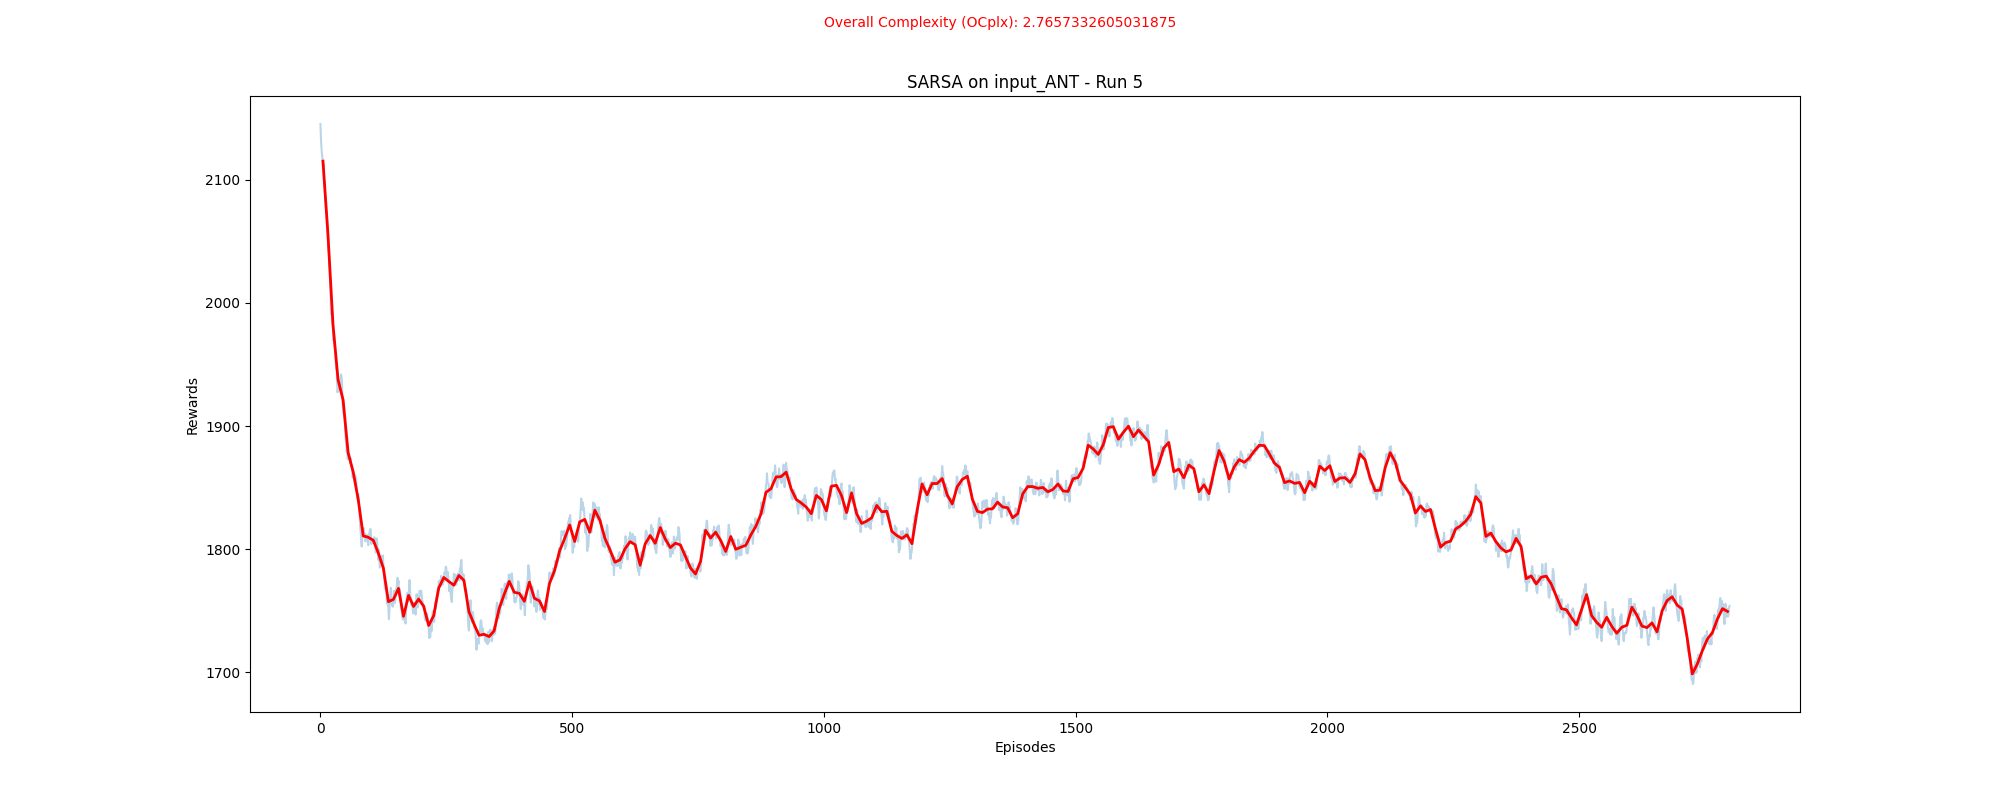 Overall Complexity (OCplx): 2.7657332605031875
SARSA on input_ANT - Run 5
2100
2000
1900
1800
1700
Rewards
0 500 1000 1500 2000 2500
Episodes